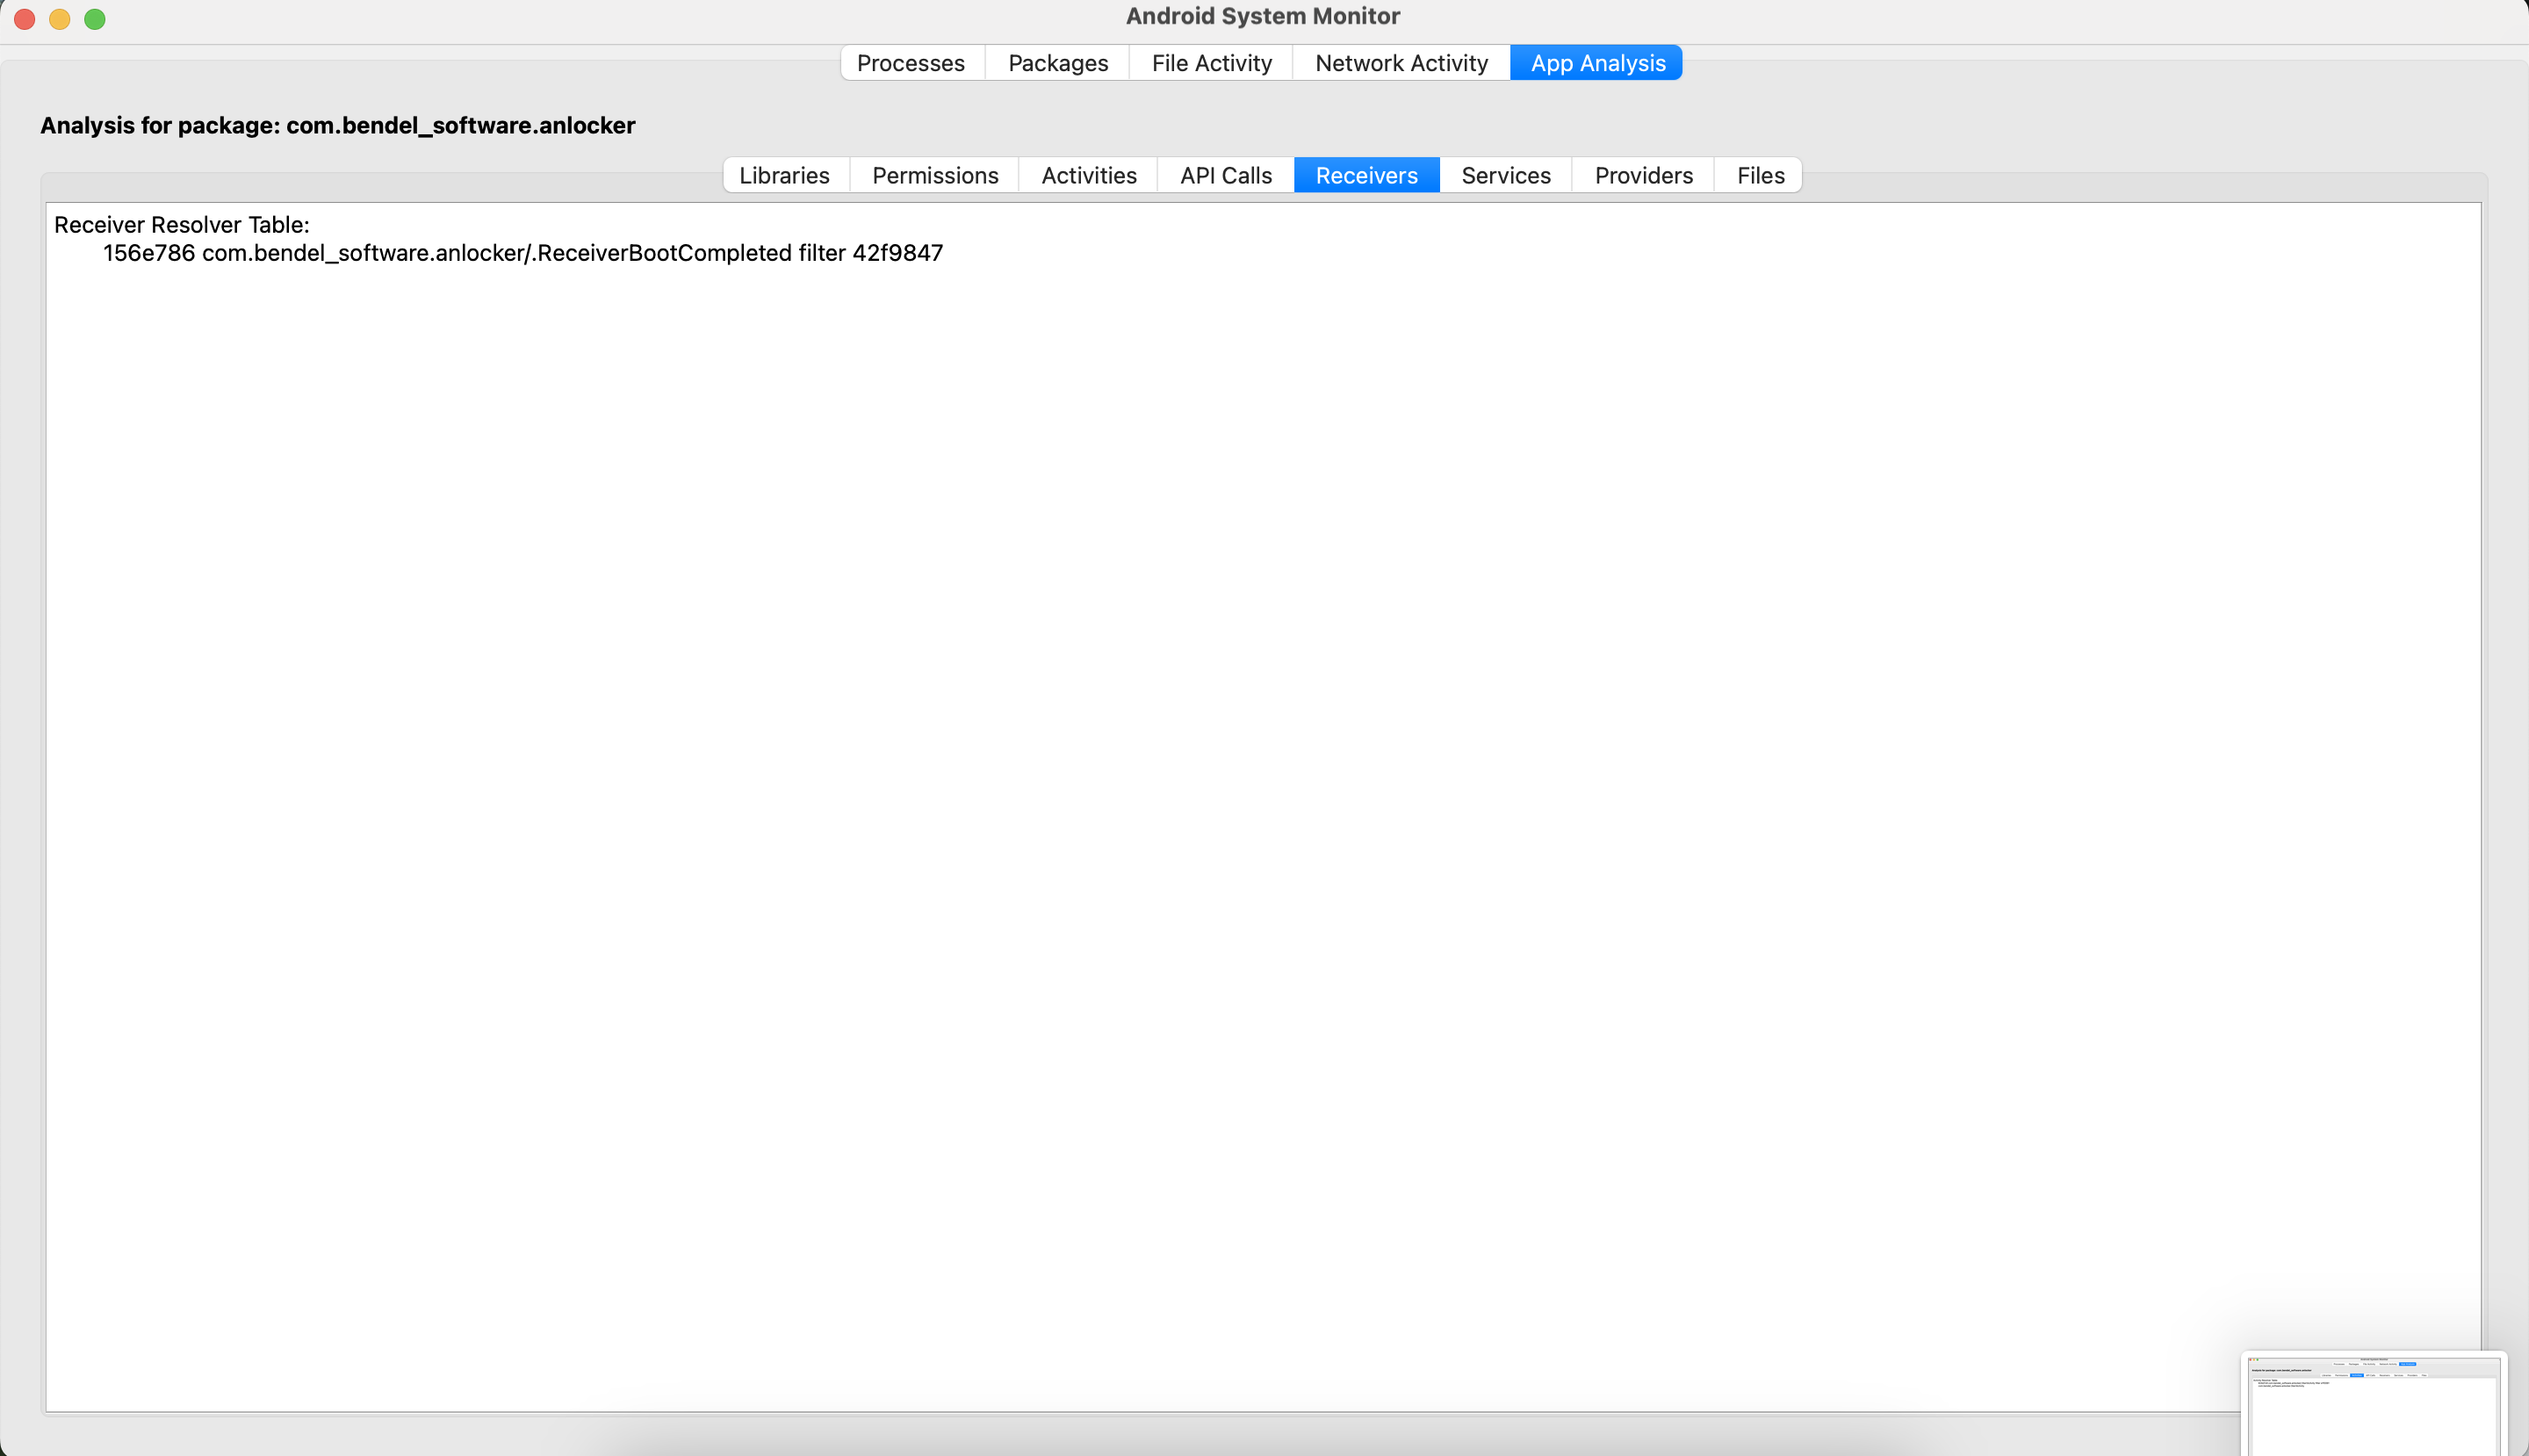 Android System Monitor
Processes Packages File Activity Network Activity App Analysis
Analysis for package: com.bendel_software.anlocker
Libraries Permissions Activities API Calls Receivers Services Providers Files
Receiver Resolver Table:
156e786 com.bendel_software.anlocker/.ReceiverBootCompleted filter 42f9847